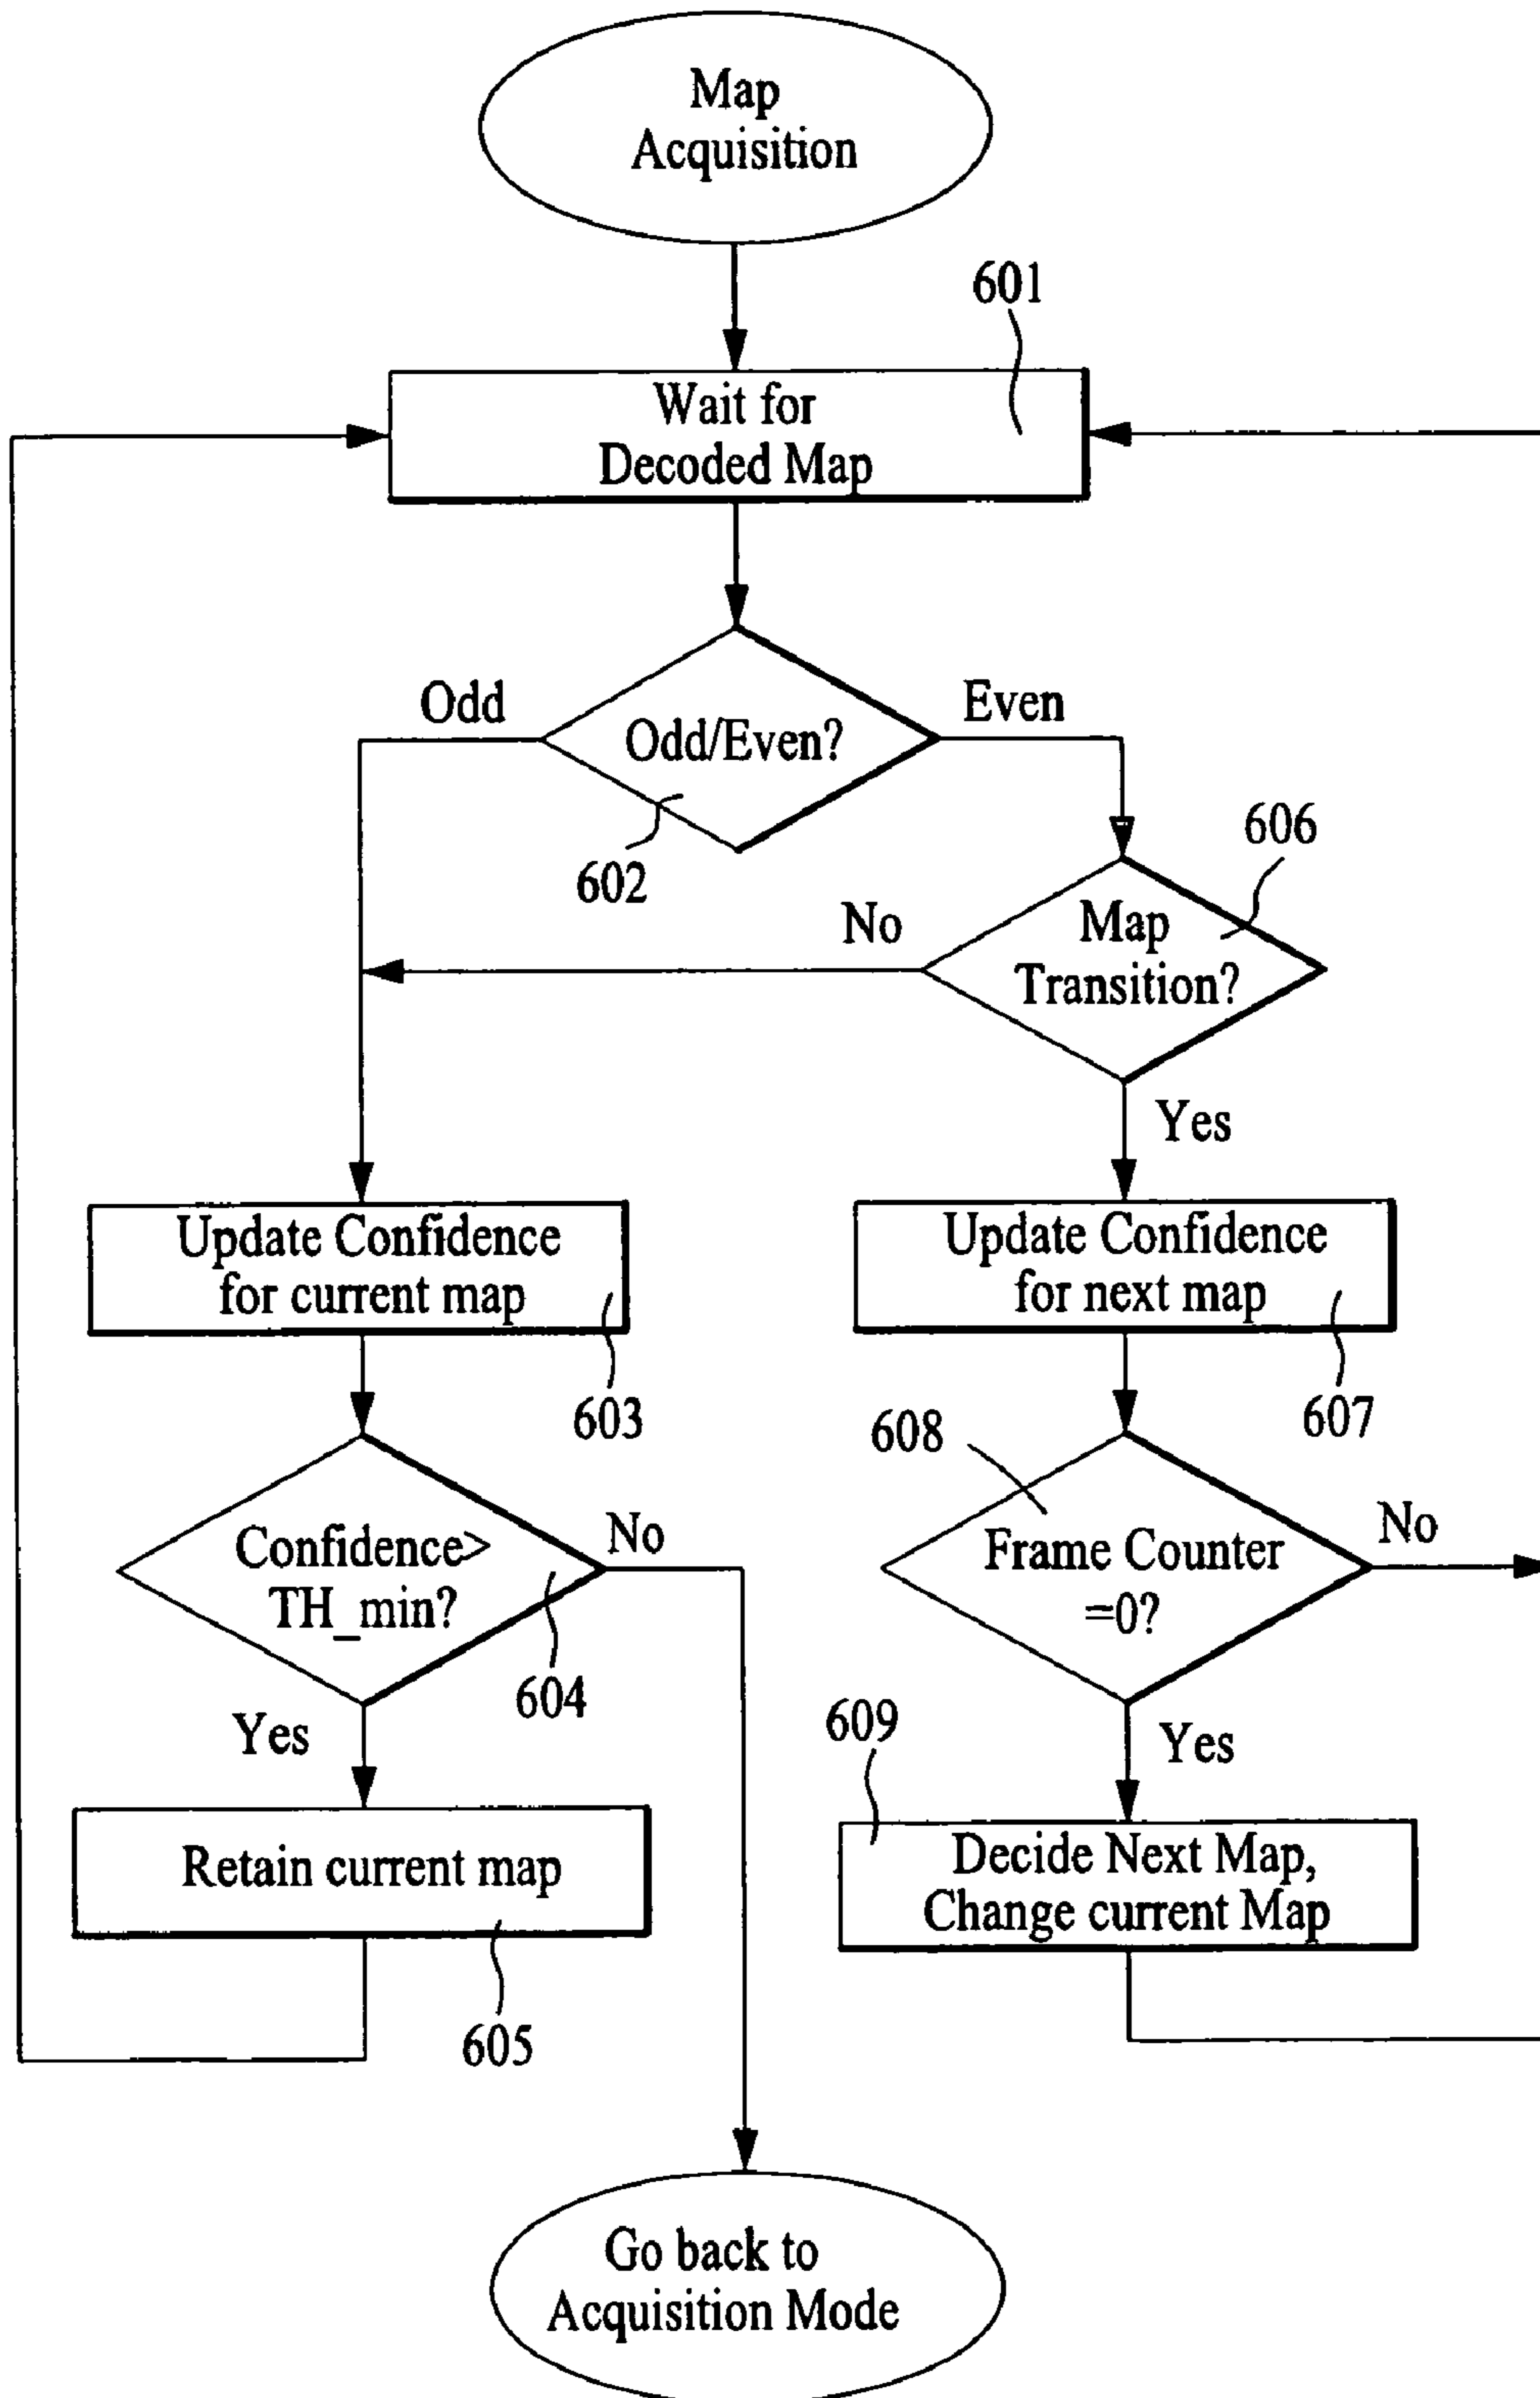 Map
Acquisition
601
Wait for
Decoded Map
Odd
Even
Odd/Even?
602
606
No
Map
Transition?
Yes
Update Confidence
for current map
603
Update Confidence
for next map
607
608
Confidence>
TH_min?
No
604
Frame Counter
=0?
No
Yes
609
Yes
Retain current map
605
Decide Next Map,
Change current Map
Go back to
Acquisition Mode